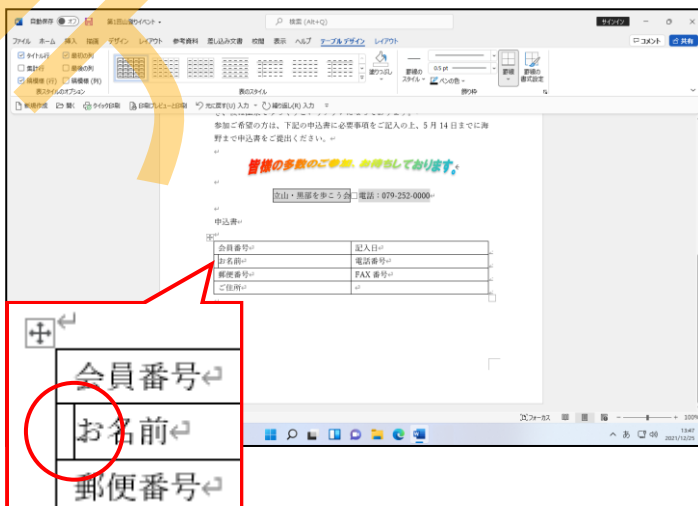 自動保存 オフ 第1回山登りイベント
検索 (Alt+Q)
サインイン
ファイル ホーム 挿入 描画 デザイン レイアウト 参考資料 差し込み文書 校閲 表示 ヘルプ テーブルデザイン レイアウト
コメント 共有
タイトル行 最初の列
集計行 最後の列
縞模様 (行) 縞模様 (列)
表スタイルのオプション
表のスタイル
塗りつぶし
罫線の
スタイル
0.5 pt
ペンの色
罫線
罫線の
書式設定
飾り枠
新規作成 開く クイック印刷 印刷プレビューと印刷 元に戻す(U) 入力 繰り返し(R) 入力
参加ご希望の方は、下記の申込書に必要事項をご記入の上、5 月 14 日までに海
野まで申込書をご提出ください。
皆様の多数のご参加、お待ちしております。
立山・黒部を歩こう会 電話：079-252-0000
申込書
会員番号 記入日
お名前 電話番号
郵便番号 FAX 番号
ご住所
会員番号
お名前
郵便番号
フォーカス
100%
あ
13:47
2021/12/25